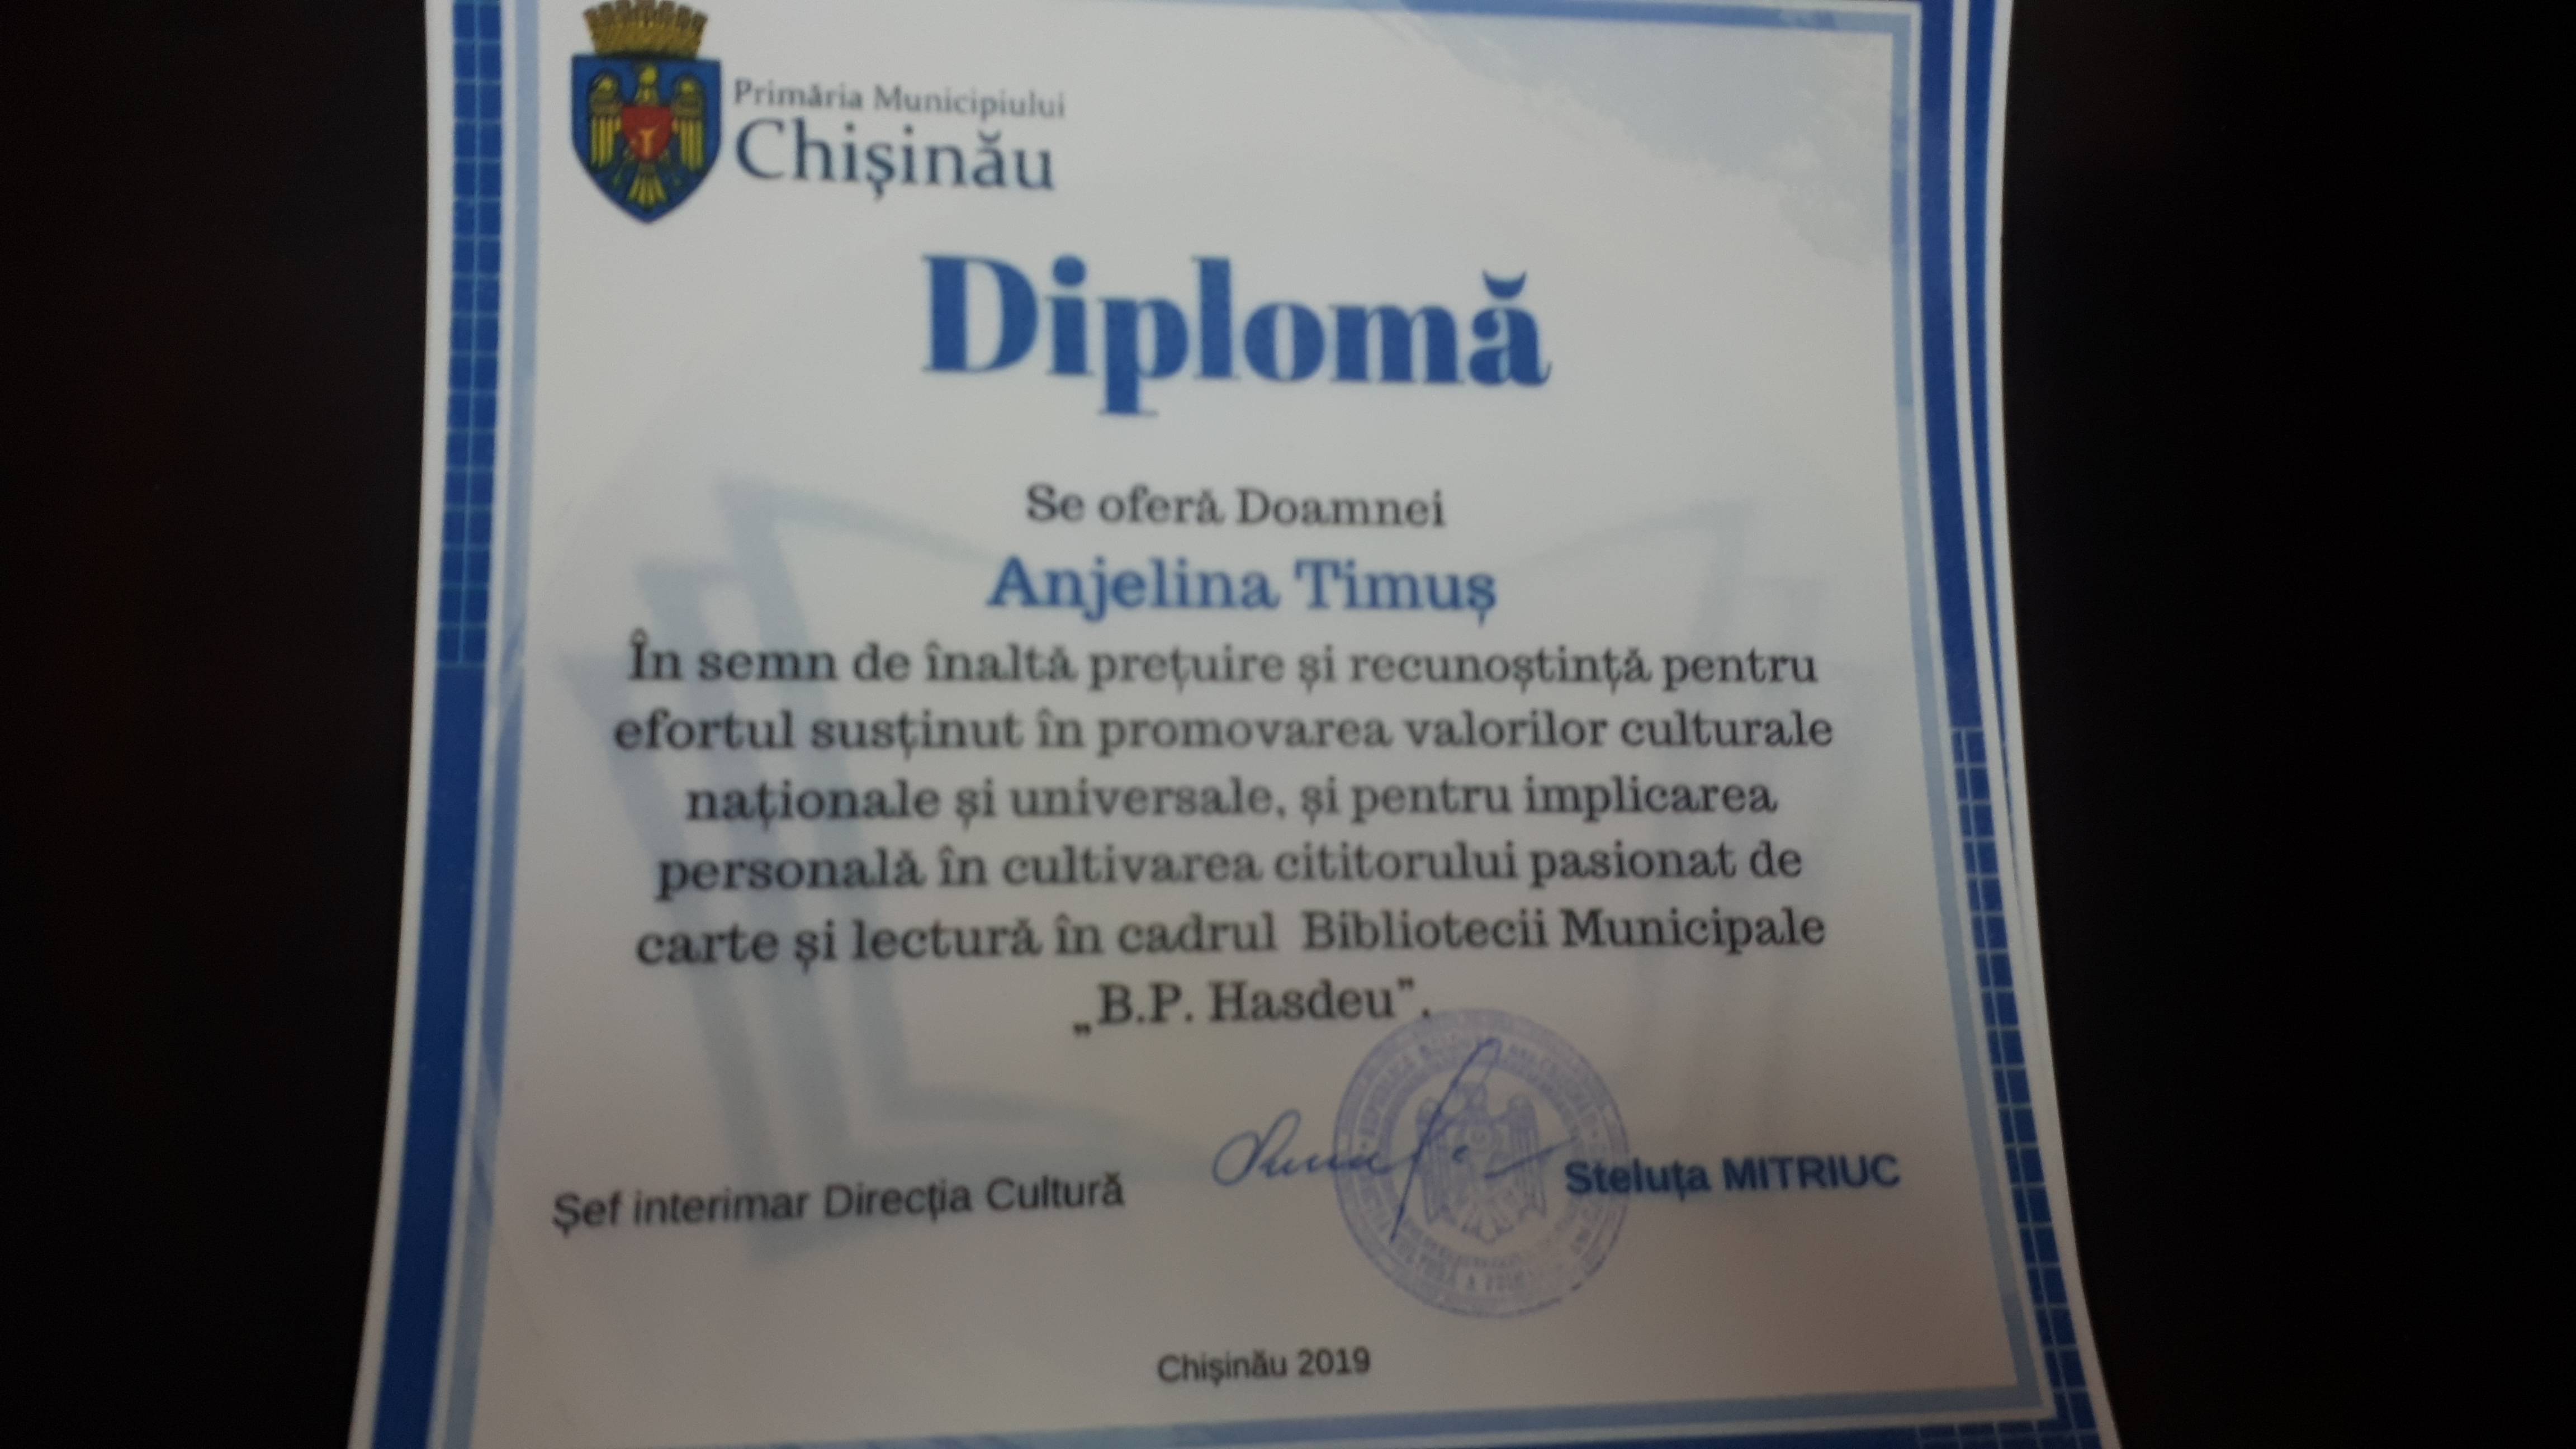 Primăria Municipiului
Chișinău
Diplomă
Se oferă Doamnei
Anjelina Timuș
În semn de înaltă prețuire și recunoștință pentru
efortul susținut în promovarea valorilor culturale
naționale și universale, și pentru implicarea
personală în cultivarea cititorului pasionat de
carte și lectură în cadrul Bibliotecii Municipale
„B.P. Hasdeu”.
Șef interimar Direcția Cultură
Steluța MITRIUC
Chișinău 2019